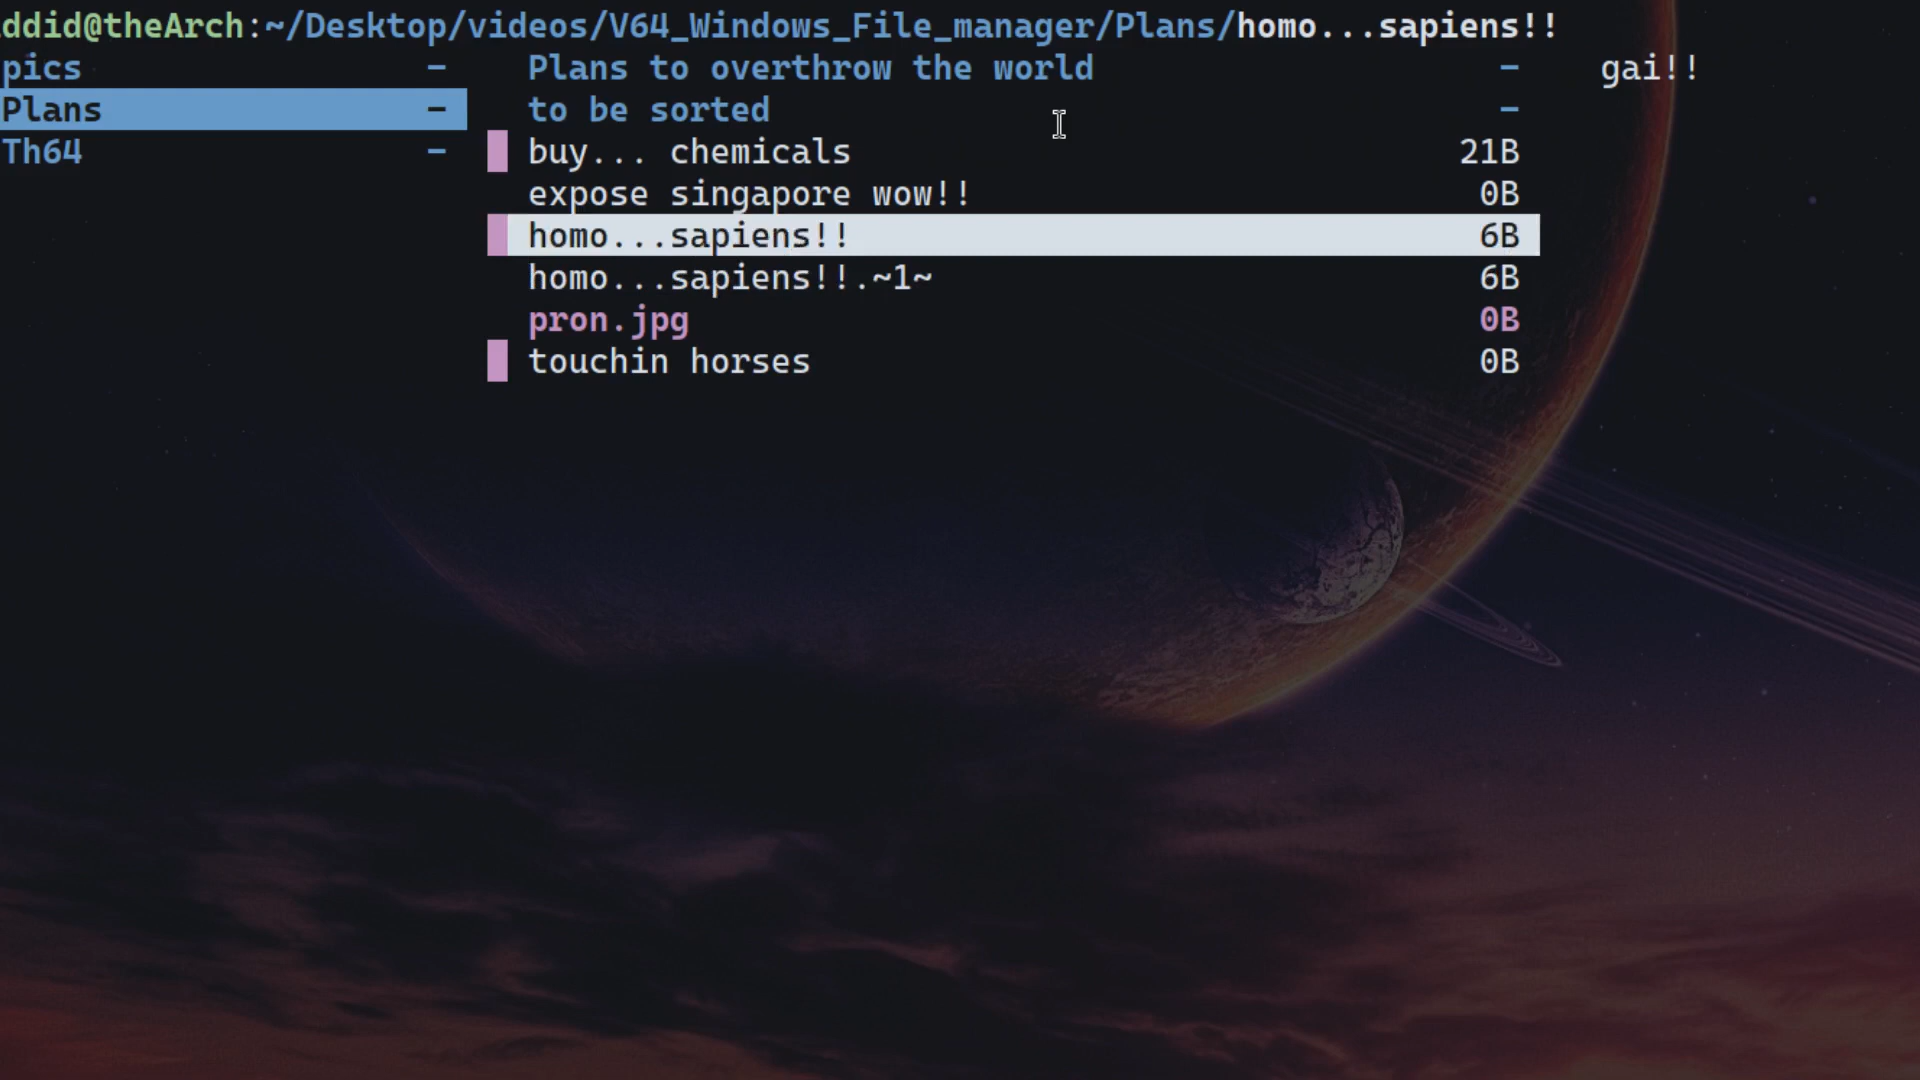 ddid@theArch:~/Desktop/videos/V64_Windows_File_manager/Plans/homo...sapiens!!
pics -
Plans -
Th64 -
Plans to overthrow the world -
to be sorted -
buy... chemicals 21B
expose singapore wow!! 0B
homo...sapiens!! 6B
homo...sapiens!!.~1~ 6B
pron.jpg 0B
touchin horses 0B
gai!!